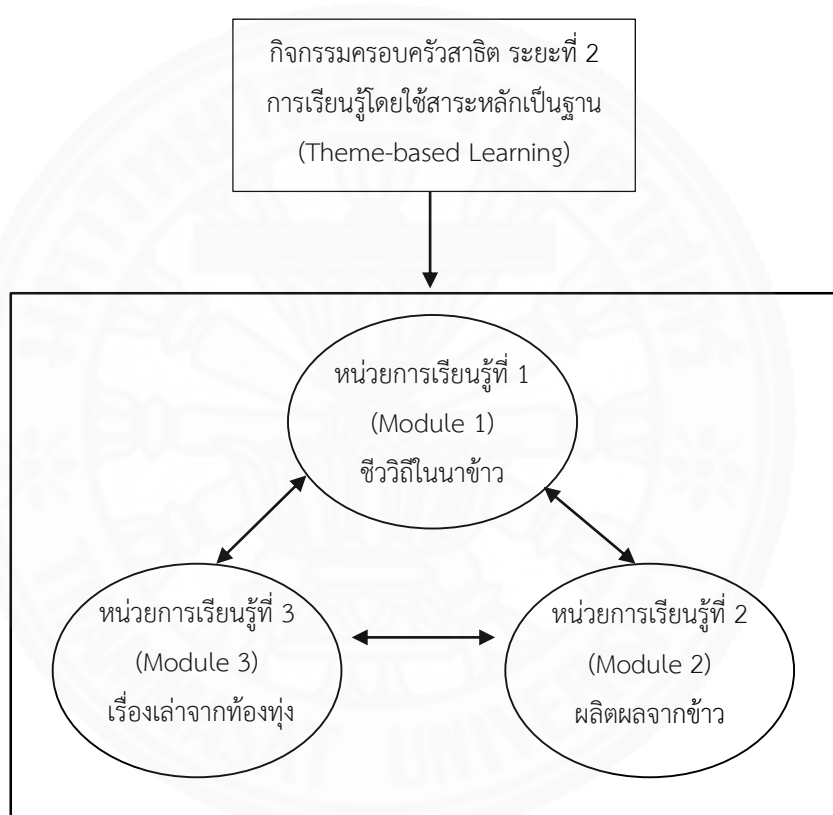 กิจกรรมครอบครัวสาธิต ระยะที่ 2
การเรียนรู้โดยใช้สาระหลักเป็นฐาน
(Theme-based Learning)
หน่วยการเรียนรู้ที่ 1
(Module 1)
ชีววิถีในนาข้าว
หน่วยการเรียนรู้ที่ 3
(Module 3)
เรื่องเล่าจากท้องทุ่ง
หน่วยการเรียนรู้ที่ 2
(Module 2)
ผลิตผลจากข้าว